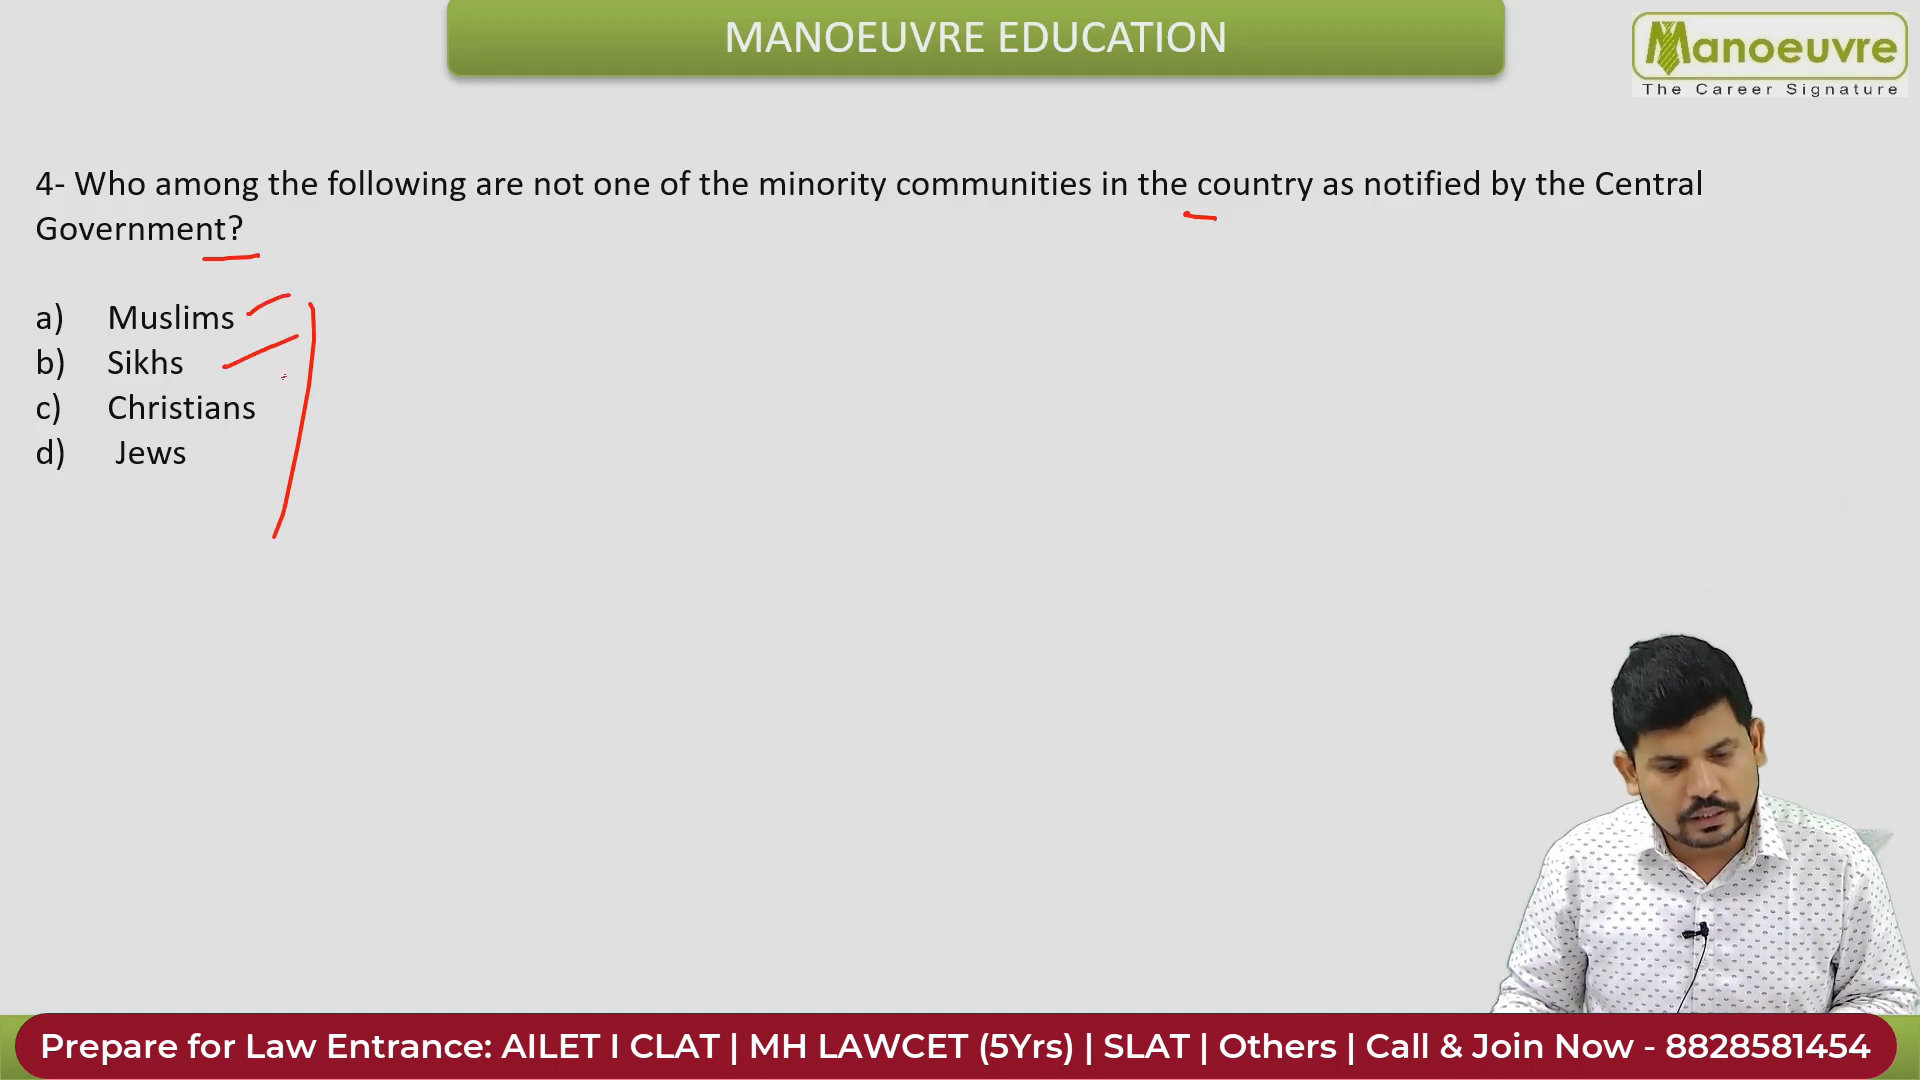 MANOEUVRE EDUCATION
Manoeuvre
The Career Signature
4- Who among the following are not one of the minority communities in the country as notified by the Central
Government?
a) Muslims
b) Sikhs
c) Christians
d) Jews
Prepare for Law Entrance: AILET I CLAT | MH LAWCET (5Yrs) | SLAT | Others | Call & Join Now - 8828581454